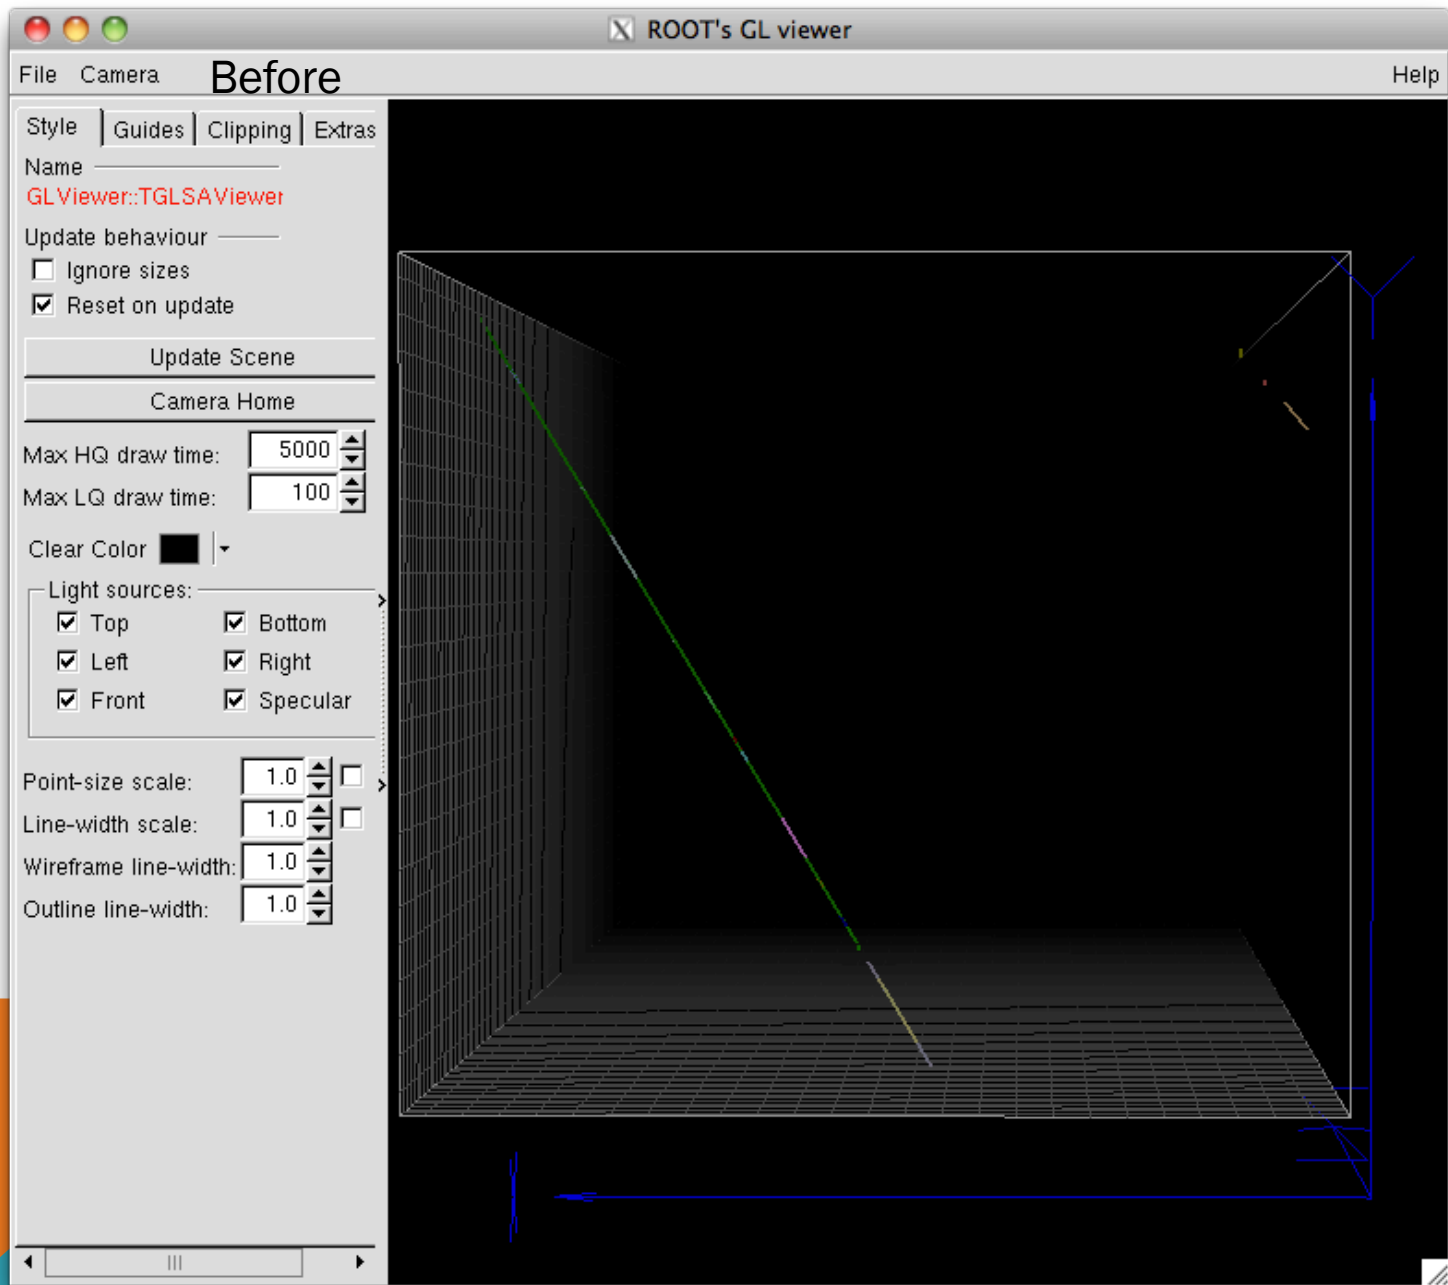 ROOT's GL viewer
File Camera Before Help
Style Guides Clipping Extras
Name
GLViewer::TGLSAViewer
Update behaviour
Ignore sizes
Reset on update
Update Scene
Camera Home
Max HQ draw time: 5000
Max LQ draw time: 100
Clear Color
Light sources:
Top Bottom
Left Right
Front Specular
Point-size scale: 1.0
Line-width scale: 1.0
Wireframe line-width: 1.0
Outline line-width: 1.0